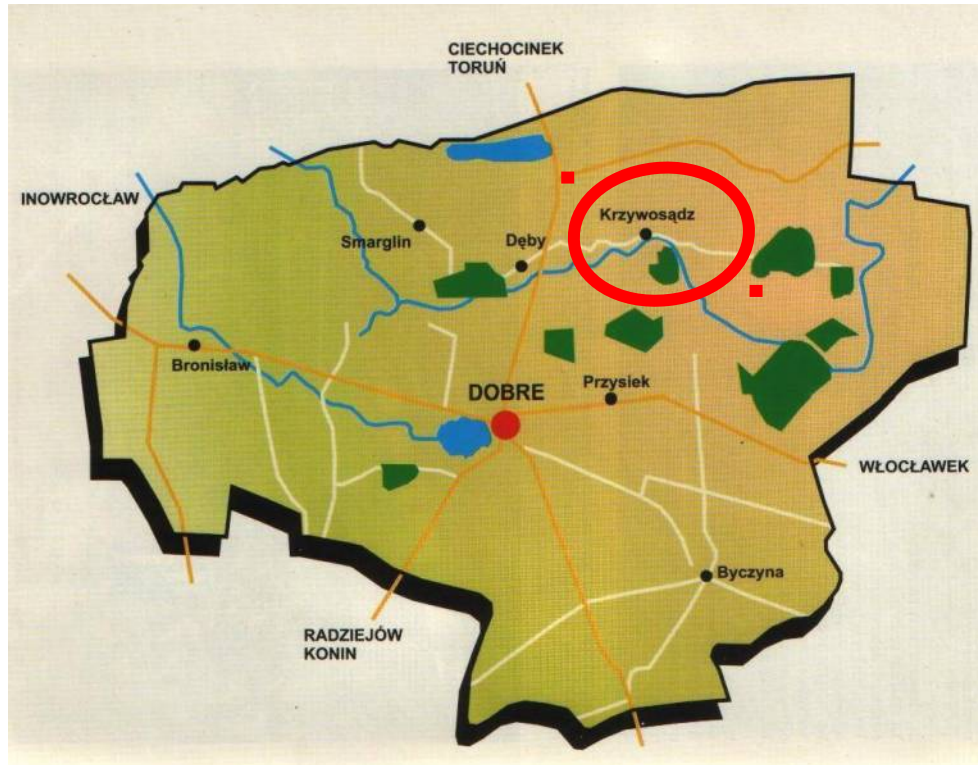 CIECHOCINEK
TORUŃ
INOWROCŁAW
Krzywosądz
Smarglin
Dęby
Bronisław
Przysiek
DOBRE
WŁOCŁAWEK
Byczyna
RADZIEJÓW
KONIN